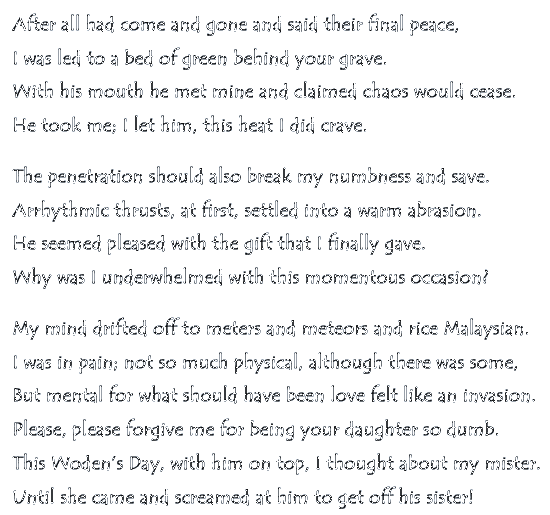 After all had come and gone and said their final peace,
I was led to a bed of green behind your grave.
With his mouth he met mine and claimed chaos would cease.
He took me; I let him, this heat I did crave.
The penetration should also break my numbness and save.
Arrhythmic thrusts, at first, settled into a warm abrasion.
He seemed pleased with the gift that I finally gave.
Why was I underwhelmed with this momentous occasion?
My mind drifted off to meters and meteors and rice Malaysian.
I was in pain; not so much physical, although there was some,
But mental for what should have been love felt like an invasion.
Please, please forgive me for being your daughter so dumb.
This Woden's Day, with him on top, I thought about my mister.
Until she came and screamed at him to get off his sister!